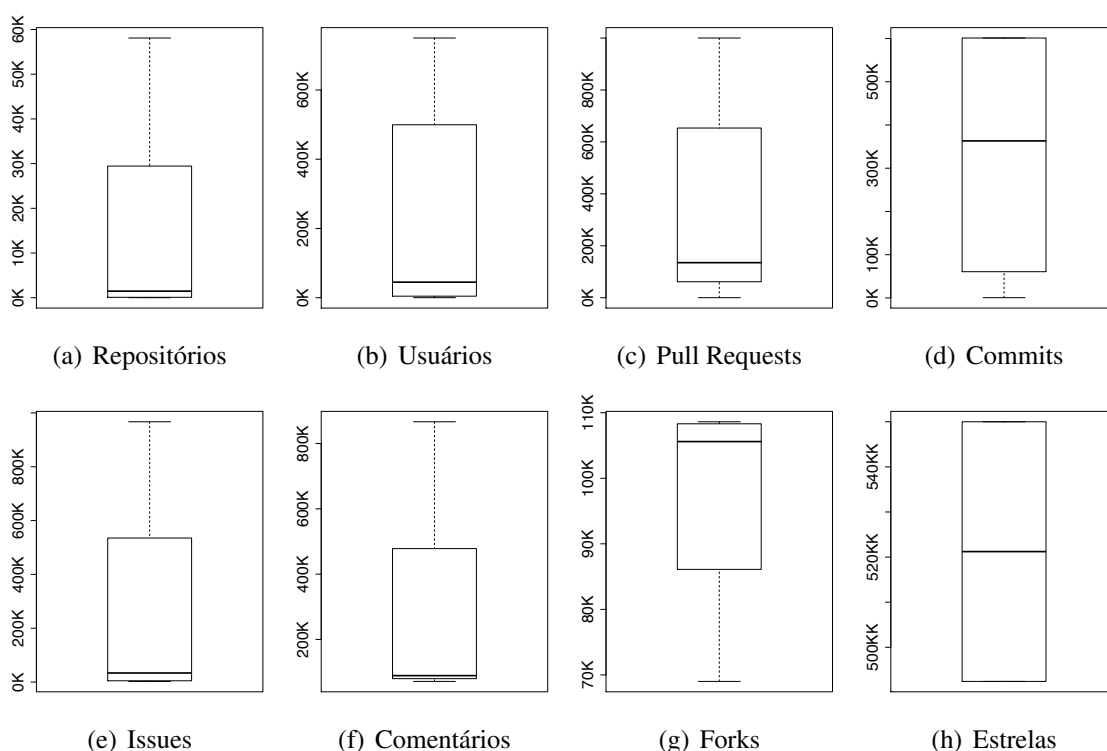 0K 10K 20K 30K 40K 50K 60K
0K 200K 400K 600K
0K 200K 400K 600K 800K
0K 100K 300K 500K
(a) Repositórios
(b) Usuários
(c) Pull Requests
(d) Commits
0K 200K 400K 600K 800K
200K 400K 600K 800K
70K 80K 90K 100K 110K
500KK 520KK 540KK
(e) Issues
(f) Comentários
(g) Forks
(h) Estrelas